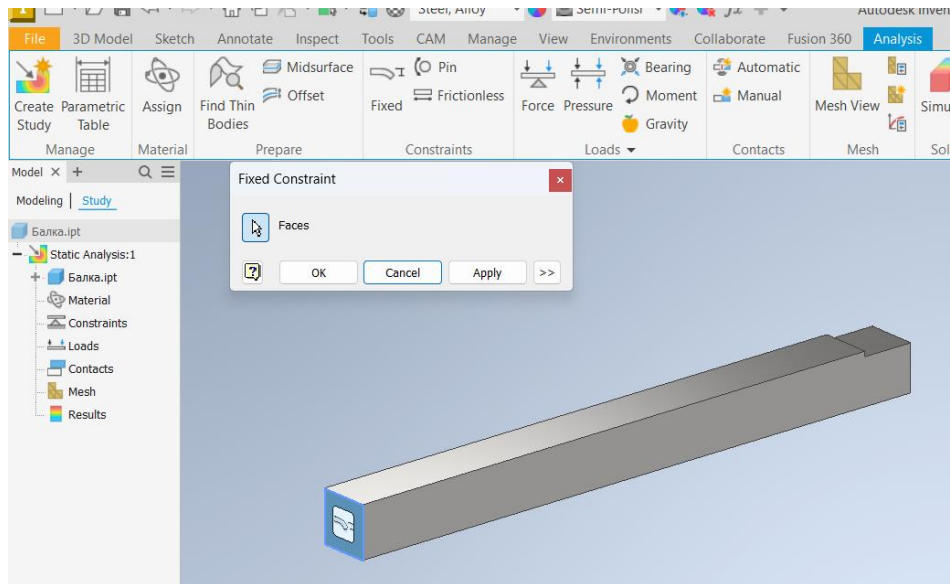 Steel, Alloy Semi-Polis Autodesk Inven
File 3D Model Sketch Annotate Inspect Tools CAM Manage View Environments Collaborate Fusion 360 Analysis
Create Study Parametric Table Assign Find Thin Bodies Midsurface Offset Fixed Pin Frictionless Force Pressure Bearing Moment Gravity Automatic Manual Mesh View Simu
Manage Material Prepare Constraints Loads Contacts Mesh Sol
Model × +
Modeling | Study
Балка.ipt
Static Analysis:1
Балка.ipt
Material
Constraints
Loads
Contacts
Mesh
Results
Fixed Constraint
Faces
OK Cancel Apply >>